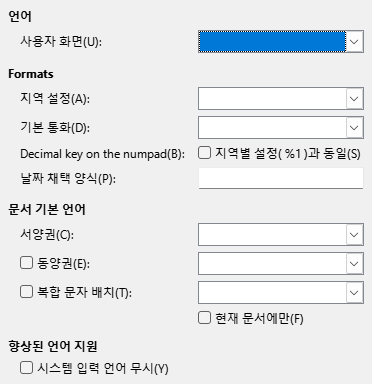 언어
사용자 화면(U):
Formats
지역 설정(A):
기본 통화(D):
Decimal key on the numpad(B): 지역별 설정( %1 )과 동일(S)
날짜 채택 양식(P):
문서 기본 언어
서양권(C):
동양권(E):
복합 문자 배치(T):
현재 문서에만(F)
향상된 언어 지원
시스템 입력 언어 무시(Y)